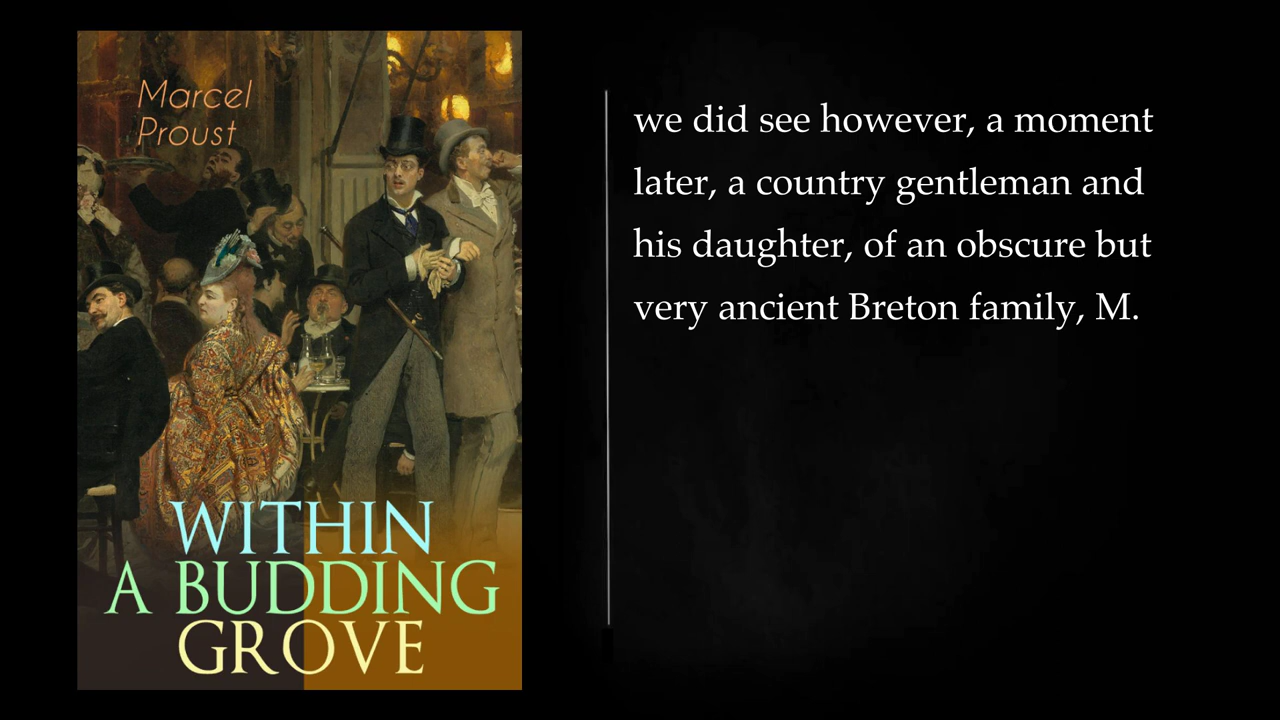 Marcel
Proust
WITHIN
A BUDDING
GROVE
we did see however, a moment
later, a country gentleman and
his daughter, of an obscure but
very ancient Breton family, M.